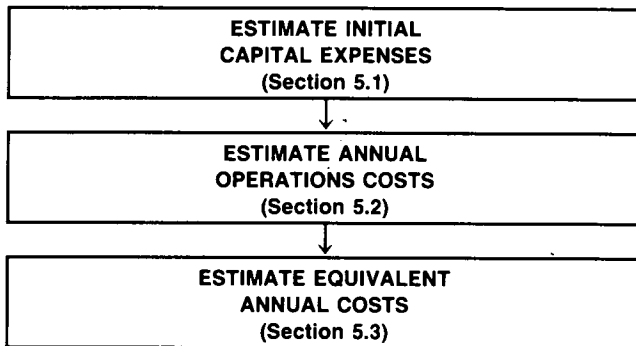 ESTIMATE INITIAL
CAPITAL EXPENSES
(Section 5.1)
ESTIMATE ANNUAL
OPERATIONS COSTS
(Section 5.2)
ESTIMATE EQUIVALENT
ANNUAL COSTS
(Section 5.3)